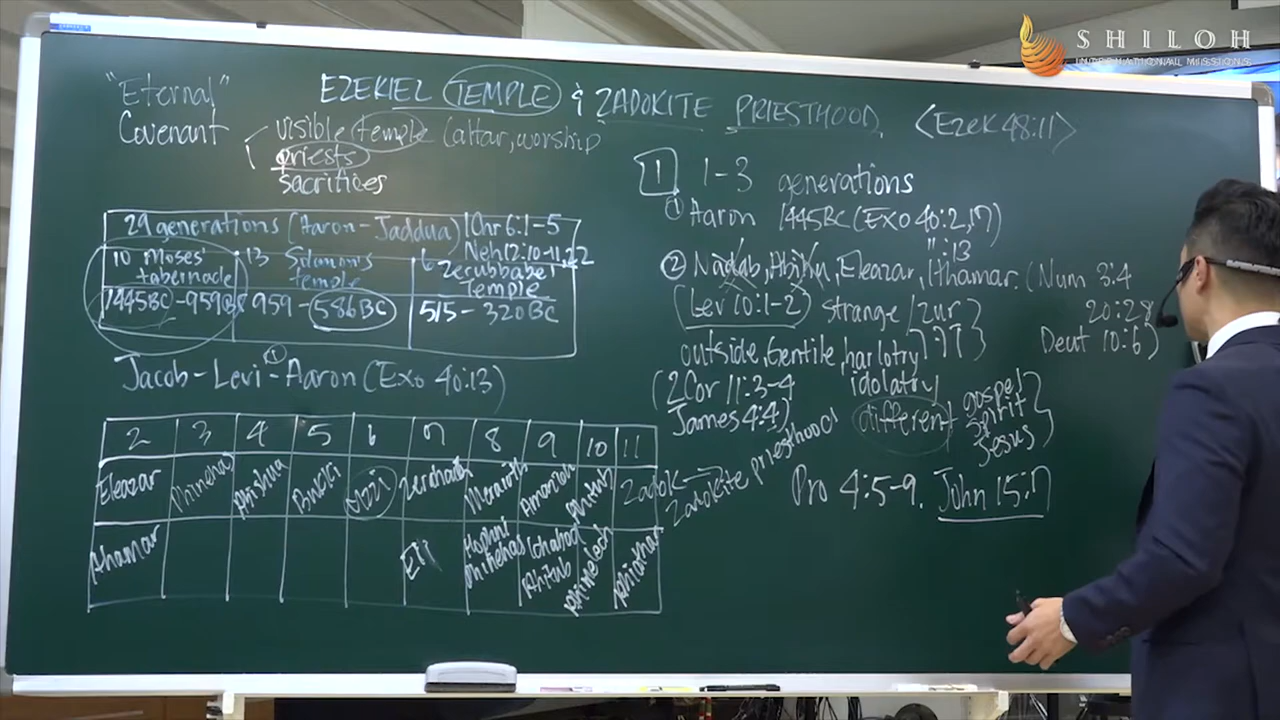 SHILOH
INTERNATIONAL MISSIONS
"Eternal"
Covenant
EZEKIEL TEMPLE & ZADOKITE PRIESTHOOD <Ezek 48:11>
visible temple (altar, worship
priests
sacrifices
29 generations (Aaron-Jaddua) 1Chr 6:1-5
Neh 12:10-11, 22
10 Moses' tabernacle
13 Solomon's temple
6 Zerubbabel Temple
1445BC - 959BC
959 - 586BC
515 - 320BC
Jacob - Levi - ① Aaron (Exo 40:13)
2 3 4 5 6 7 8 9 10 11
Eleazar Phinehas Abishua Bukki Uzzi Zerahiah Meraioth Amariah Ahitub Zadok → Zadokite priesthood
Ithamar Eli Hophni Phinehas Ichabod Ahitub Ahimelech Abiathar
1 1-3 generations
① Aaron 1445BC (Exo 40:2, 17)
" :13
② Nadab, Abihu, Eleazar, Ithamar. (Num 3:4
20:28
Deut 10:6)
(Lev 10:1-2) strange / zur
outside, Gentile, harlotry
idolatry
(2Cor 11:3-4
James 4:4)
different gospel
spirit
Jesus
Pro 4:5-9. John 15:7